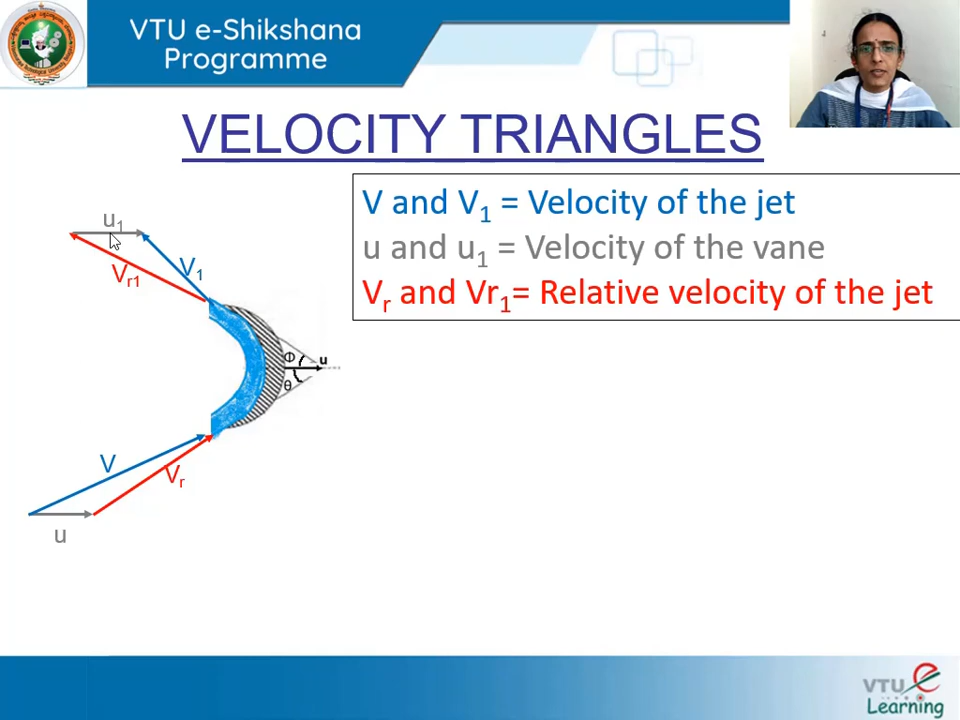 VTU e-Shikshana
Programme
VELOCITY TRIANGLES
V and V₁ = Velocity of the jet
u and u₁ = Velocity of the vane
Vᵣ and Vr₁= Relative velocity of the jet
u₁
Vᵣ₁
V₁
Φ
u
θ
V
Vᵣ
u
VTU e
Learning